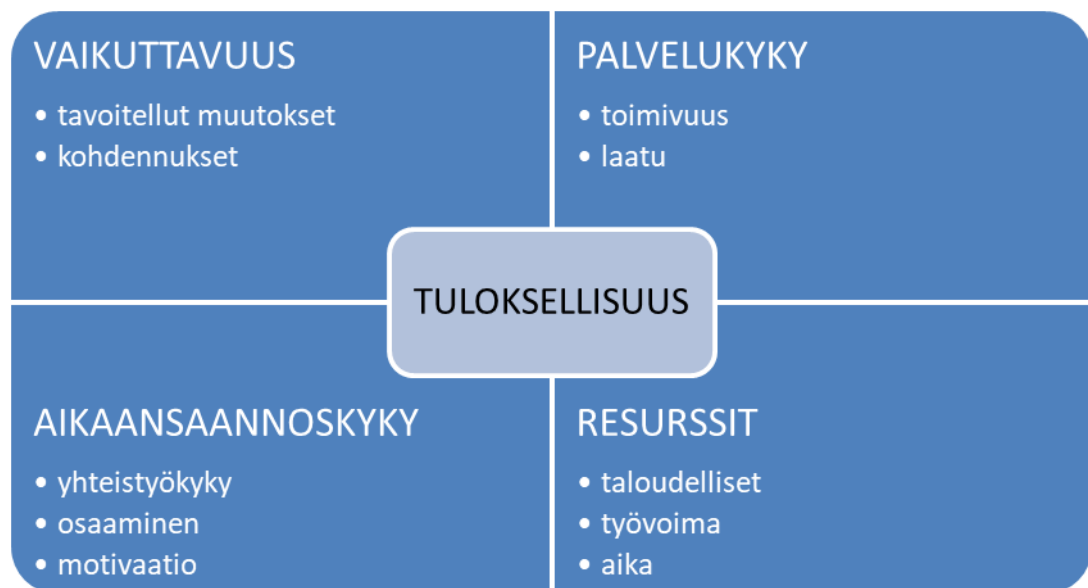 VAIKUTTAVUUS
• tavoitellut muutokset
• kohdennukset
PALVELUKYKY
• toimivuus
• laatu
TULOKSELLISUUS
AIKAANSAANNOSKYKY
• yhteistyökyky
• osaaminen
• motivaatio
RESURSSIT
• taloudelliset
• työvoima
• aika